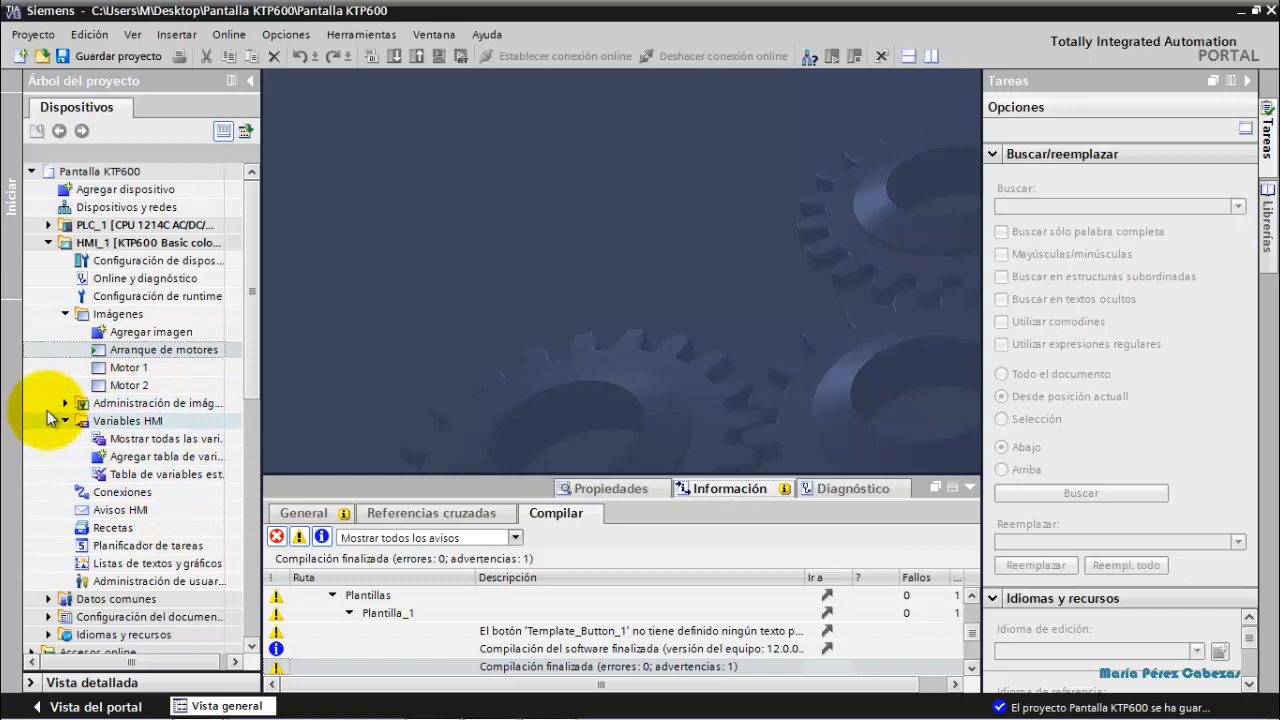 Siemens - C:\Users\M\Desktop\Pantalla KTP600\Pantalla KTP600
Proyecto Edición Ver Insertar Online Opciones Herramientas Ventana Ayuda
Totally Integrated Automation
PORTAL
Guardar proyecto
Establecer conexión online
Deshacer conexión online
Árbol del proyecto
Dispositivos
Iniciar
Pantalla KTP600
Agregar dispositivo
Dispositivos y redes
PLC_1 [CPU 1214C AC/DC/...
HMI_1 [KTP600 Basic colo...
Configuración de dispos...
Online y diagnóstico
Configuración de runtime
Imágenes
Agregar imagen
Arranque de motores
Motor 1
Motor 2
Administración de imág...
Variables HMI
Mostrar todas las vari...
Agregar tabla de vari...
Tabla de variables est...
Conexiones
Avisos HMI
Recetas
Planificador de tareas
Listas de textos y gráficos
Administración de usuar...
Datos comunes
Configuración del documen...
Idiomas y recursos
Accesos online
Vista detallada
Propiedades
Información
Diagnóstico
General
Referencias cruzadas
Compilar
Mostrar todos los avisos
Compilación finalizada (errores: 0; advertencias: 1)
! Ruta Descripción Ir a ? Fallos ...
Plantillas 0 1
Plantilla_1 0 1
El botón 'Template_Button_1' no tiene definido ningún texto p...
Compilación del software finalizada (versión del equipo: 12.0.0...
Compilación finalizada (errores: 0; advertencias: 1)
Tareas
Opciones
Buscar/reemplazar
Buscar:
Buscar sólo palabra completa
Mayúsculas/minúsculas
Buscar en estructuras subordinadas
Buscar en textos ocultos
Utilizar comodines
Utilizar expresiones regulares
Todo el documento
Desde posición actuall
Selección
Abajo
Arriba
Buscar
Reemplazar:
Reemplazar
Reempl. todo
Idiomas y recursos
Idioma de edición:
María Pérez Cabezas
Idioma de referencia:
Tareas
Librerías
Vista del portal
Vista general
El proyecto Pantalla KTP600 se ha guar...